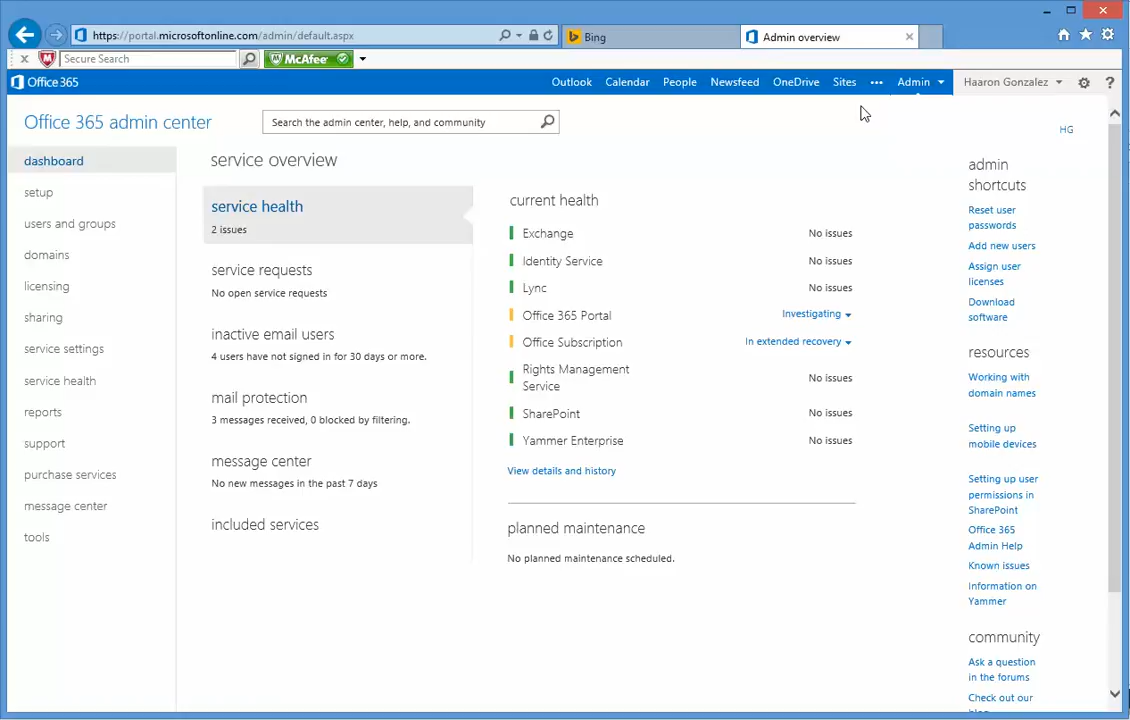 https://portal.microsoftonline.com/admin/default.aspx
Bing
Admin overview
Secure Search
McAfee
Office 365
Outlook
Calendar
People
Newsfeed
OneDrive
Sites
Admin
Haaron Gonzalez
?
Office 365 admin center
Search the admin center, help, and community
HG
dashboard
setup
users and groups
domains
licensing
sharing
service settings
service health
reports
support
purchase services
message center
tools
service overview
service health
2 issues
service requests
No open service requests
inactive email users
4 users have not signed in for 30 days or more.
mail protection
3 messages received, 0 blocked by filtering.
message center
No new messages in the past 7 days
included services
current health
Exchange No issues
Identity Service No issues
Lync No issues
Office 365 Portal Investigating
Office Subscription In extended recovery
Rights Management
Service No issues
SharePoint No issues
Yammer Enterprise No issues
View details and history
planned maintenance
No planned maintenance scheduled.
admin
shortcuts
Reset user
passwords
Add new users
Assign user
licenses
Download
software
resources
Working with
domain names
Setting up
mobile devices
Setting up user
permissions in
SharePoint
Office 365
Admin Help
Known issues
Information on
Yammer
community
Ask a question
in the forums
Check out our